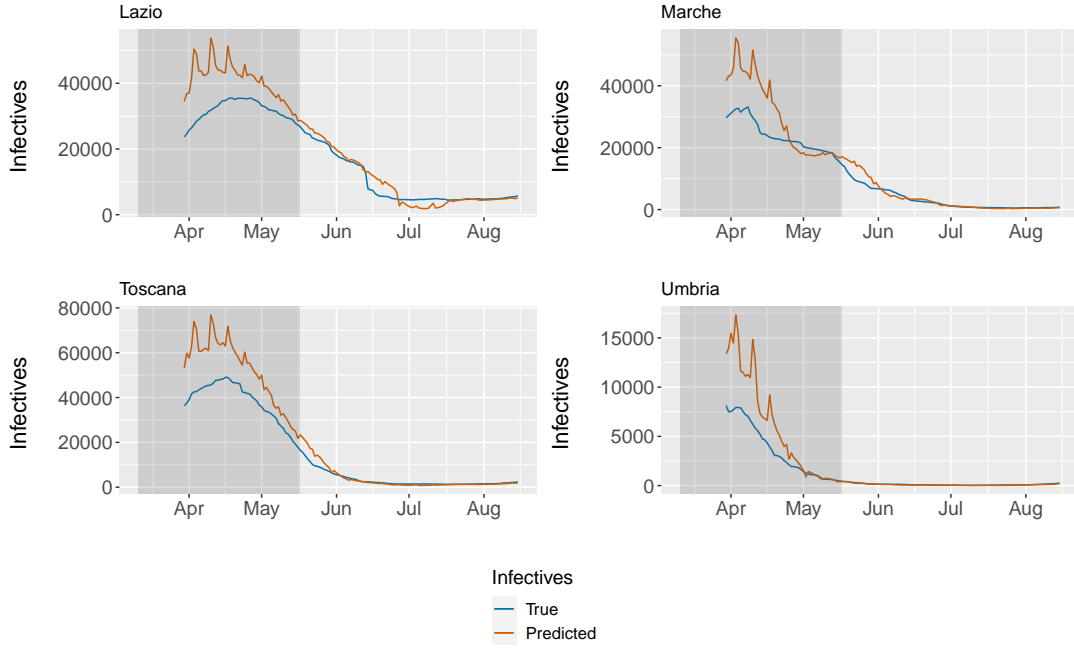 Lazio
Infectives
40000
20000
0
Apr May Jun Jul Aug
Marche
Infectives
40000
20000
0
Apr May Jun Jul Aug
Toscana
Infectives
80000
60000
40000
20000
0
Apr May Jun Jul Aug
Umbria
Infectives
15000
10000
5000
0
Apr May Jun Jul Aug
Infectives
True
Predicted